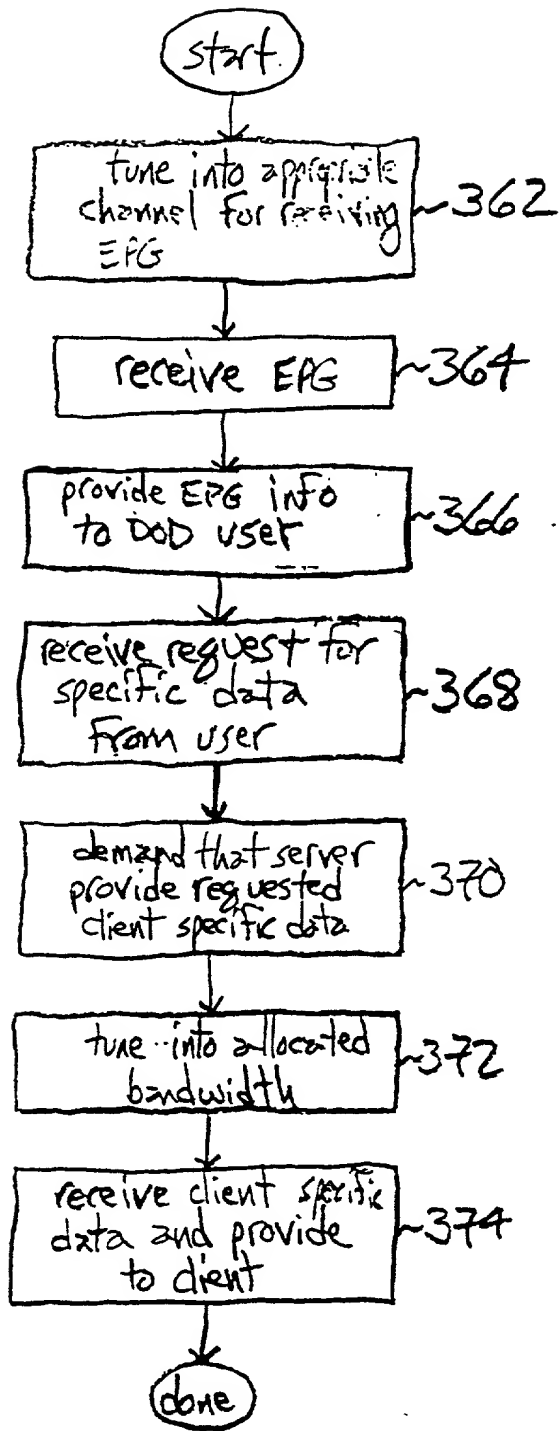 start
tune into appropriate
channel for receiving
EPG
~362
receive EPG
~364
provide EPG info
to DOD user
~366
receive request for
specific data
from user
~368
demand that server
provide requested
client specific data
~370
tune into allocated
bandwidth
~372
receive client specific
data and provide
to client
~374
done